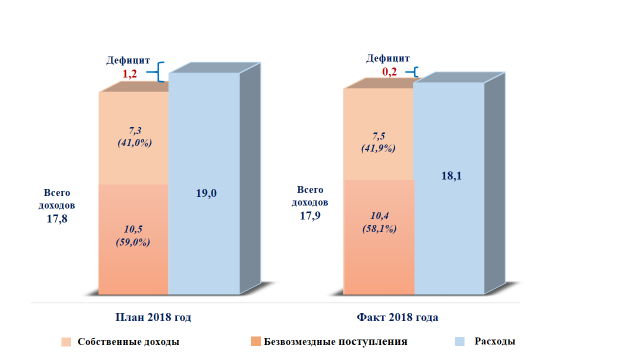 Дефицит
1,2
7,3
(41,0%)
Всего
доходов
17,8
10,5
(59,0%)
19,0
План 2018 год
Дефицит
0,2
7,5
(41,9%)
Всего
доходов
17,9
10,4
(58,1%)
18,1
Факт 2018 года
Собственные доходы
Безвозмездные поступления
Расходы